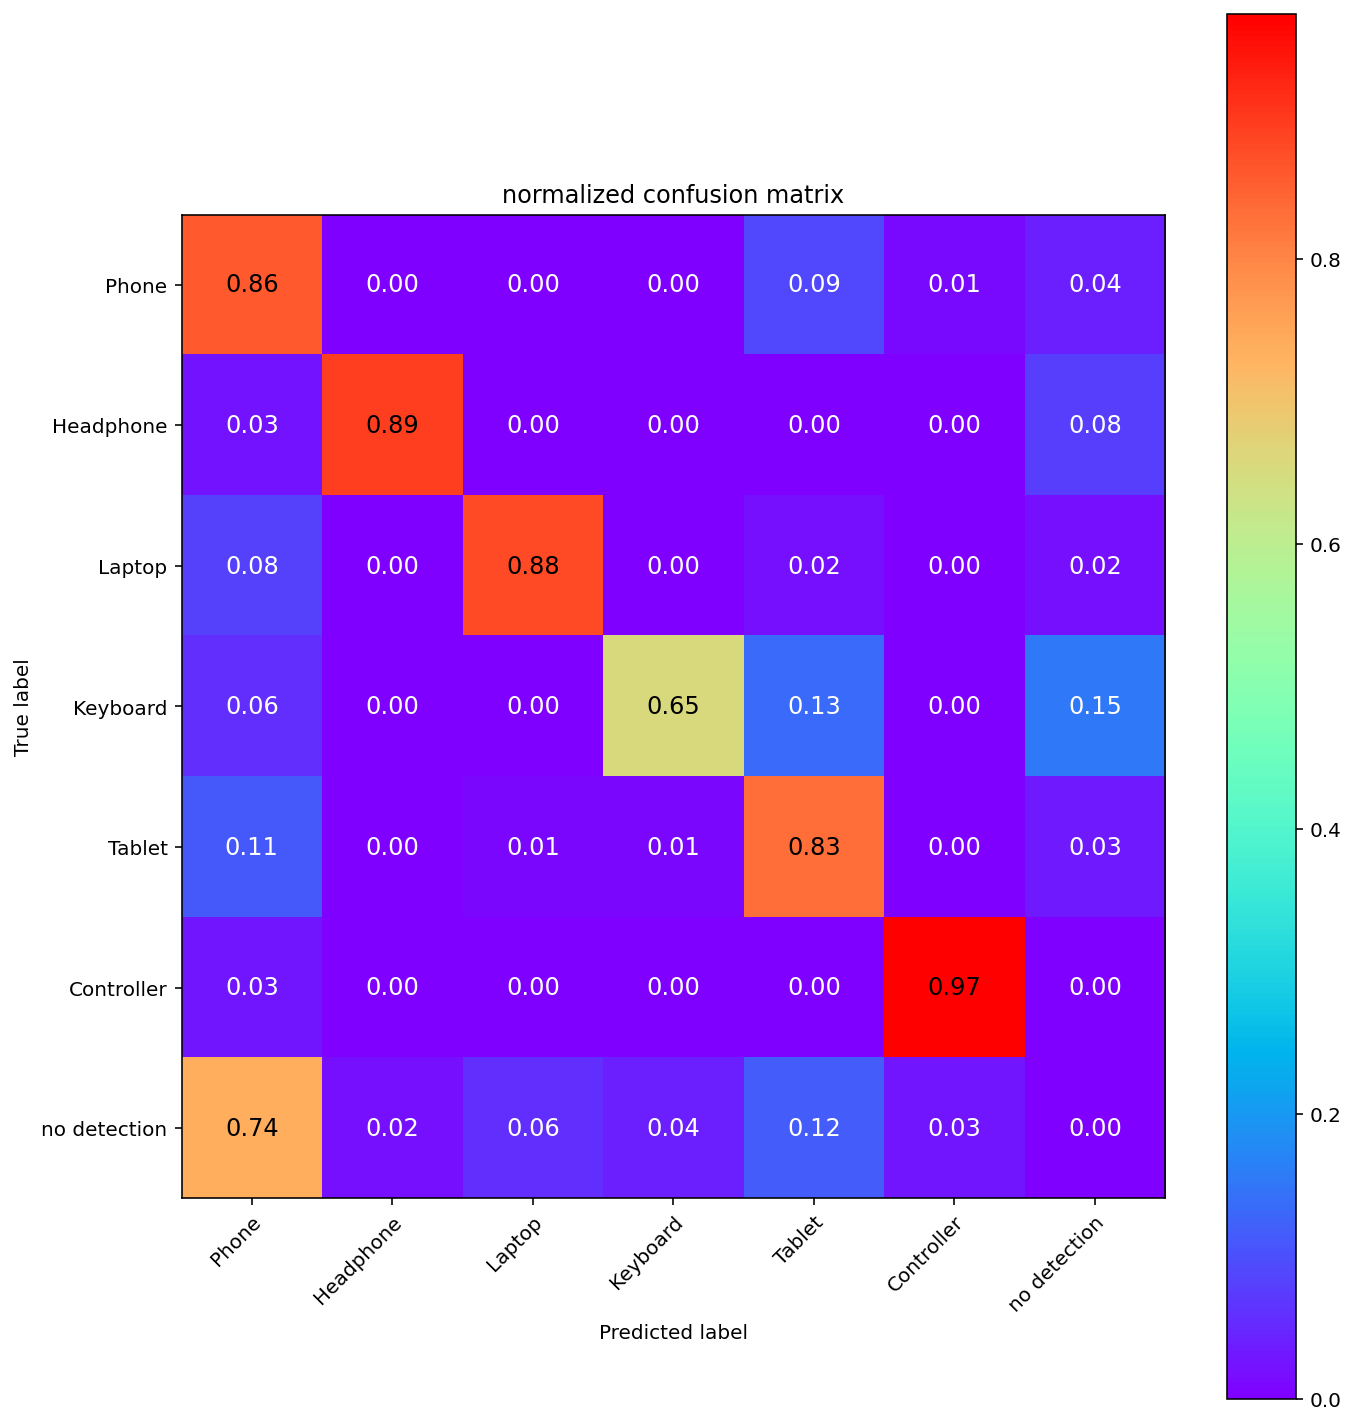 normalized confusion matrix
Phone 0.86 0.00 0.00 0.00 0.09 0.01 0.04
Headphone 0.03 0.89 0.00 0.00 0.00 0.00 0.08
Laptop 0.08 0.00 0.88 0.00 0.02 0.00 0.02
Keyboard 0.06 0.00 0.00 0.65 0.13 0.00 0.15
Tablet 0.11 0.00 0.01 0.01 0.83 0.00 0.03
Controller 0.03 0.00 0.00 0.00 0.00 0.97 0.00
no detection 0.74 0.02 0.06 0.04 0.12 0.03 0.00
True label
Phone Headphone Laptop Keyboard Tablet Controller no detection
Predicted label
0.8
0.6
0.4
0.2
0.0